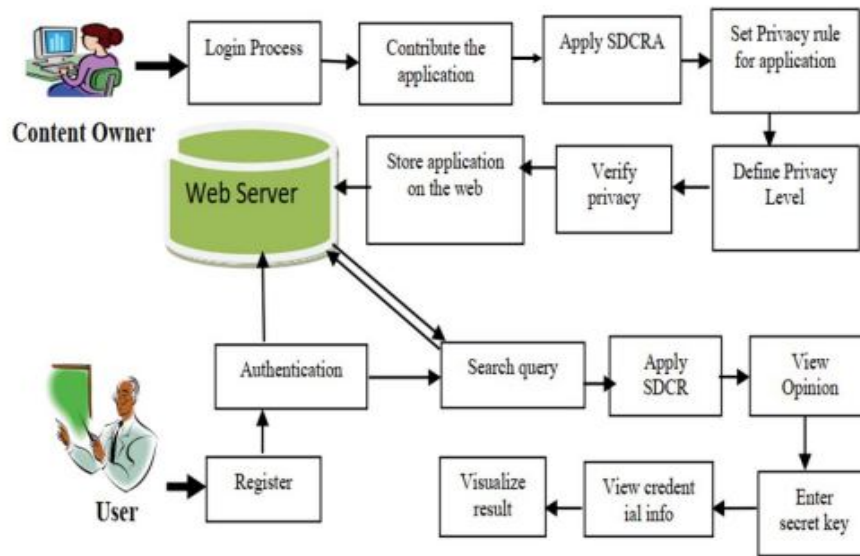 Login Process
Contribute the
application
Apply SDCRA
Set Privacy rule
for application
Content Owner
Web Server
Store application
on the web
Verify
privacy
Define Privacy
Level
Authentication
Search query
Apply
SDCR
View
Opinion
User
Register
Visualize
result
View credent
ial info
Enter
secret key